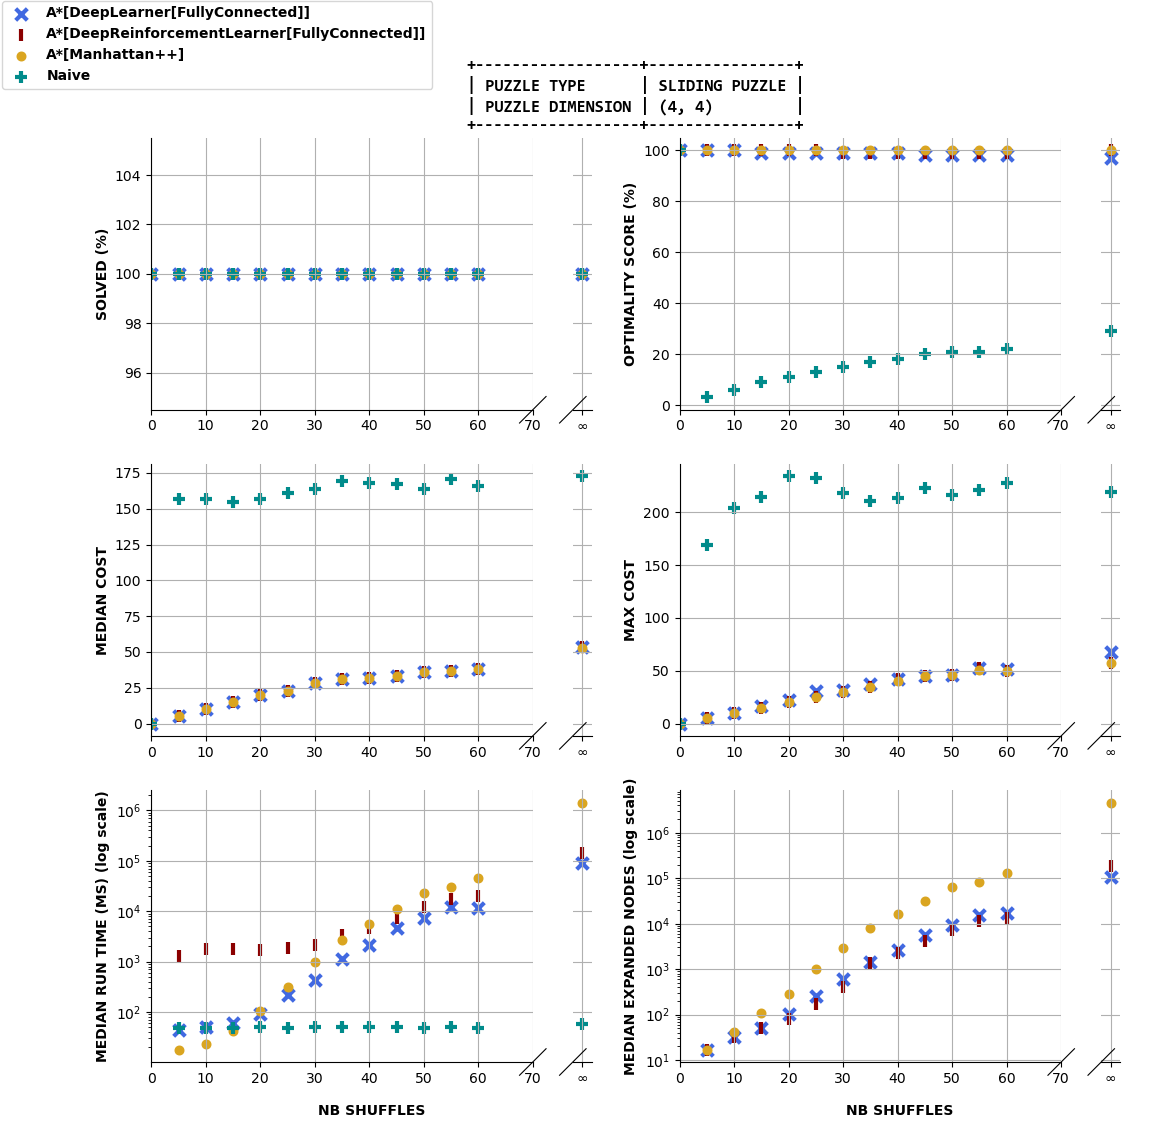 A*[DeepLearner[FullyConnected]]
A*[DeepReinforcementLearner[FullyConnected]]
A*[Manhattan++]
Naive
+------------------+----------------+
| PUZZLE TYPE | SLIDING PUZZLE |
| PUZZLE DIMENSION | (4, 4) |
+------------------+----------------+
SOLVED (%)
104
102
100
98
96
0 10 20 30 40 50 60 70 ∞
OPTIMALITY SCORE (%)
100
80
60
40
20
0
0 10 20 30 40 50 60 70 ∞
MEDIAN COST
175
150
125
100
75
50
25
0
0 10 20 30 40 50 60 70 ∞
MAX COST
200
150
100
50
0
0 10 20 30 40 50 60 70 ∞
MEDIAN RUN TIME (MS) (log scale)
10⁶
10⁵
10⁴
10³
10²
0 10 20 30 40 50 60 70 ∞
NB SHUFFLES
MEDIAN EXPANDED NODES (log scale)
10⁶
10⁵
10⁴
10³
10²
10¹
0 10 20 30 40 50 60 70 ∞
NB SHUFFLES